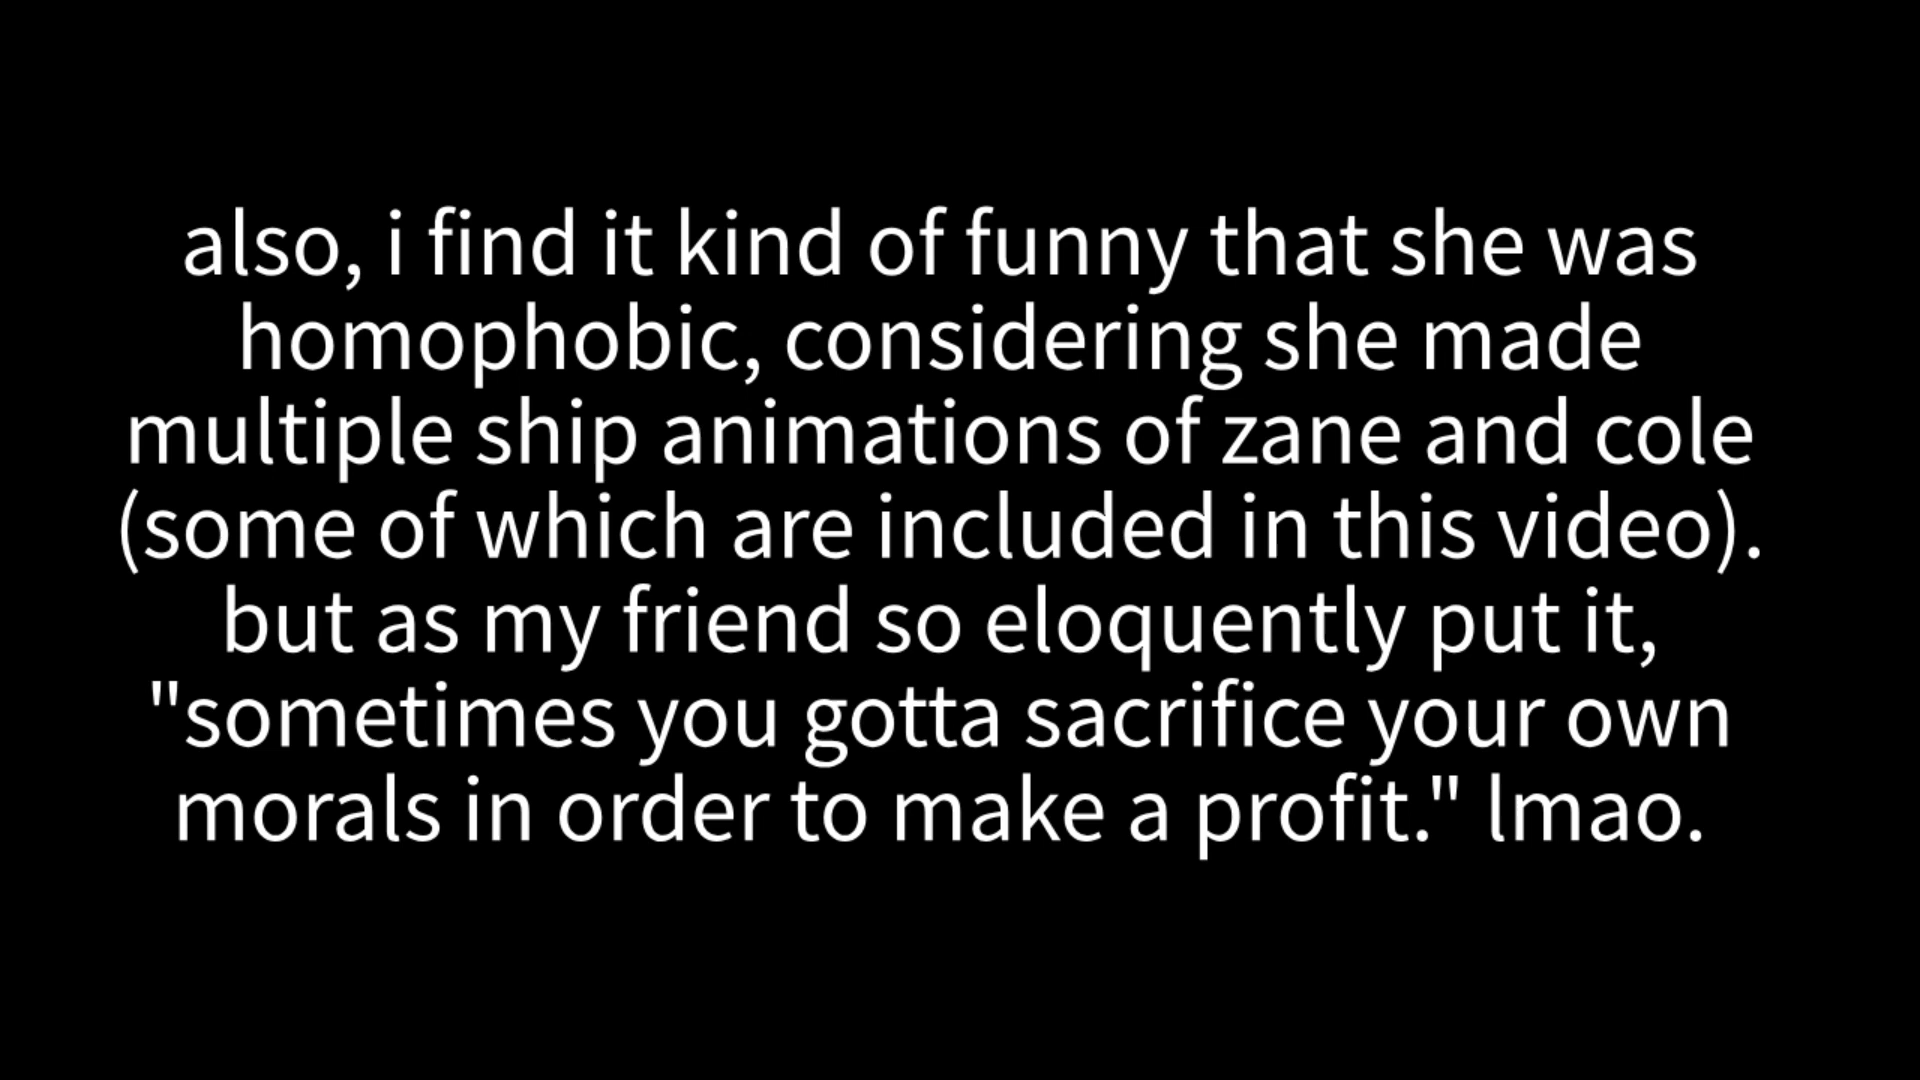 also, i find it kind of funny that she was
homophobic, considering she made
multiple ship animations of zane and cole
(some of which are included in this video).
but as my friend so eloquently put it,
"sometimes you gotta sacrifice your own
morals in order to make a profit." lmao.